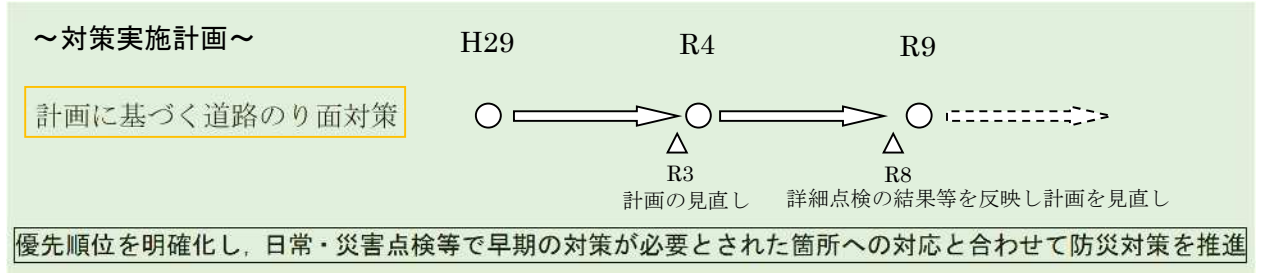 ～対策実施計画～
H29 R4 R9
計画に基づく道路のり面対策
R3 R8
計画の見直し 詳細点検の結果等を反映し計画を見直し
優先順位を明確化し，日常・災害点検等で早期の対策が必要とされた箇所への対応と合わせて防災対策を推進